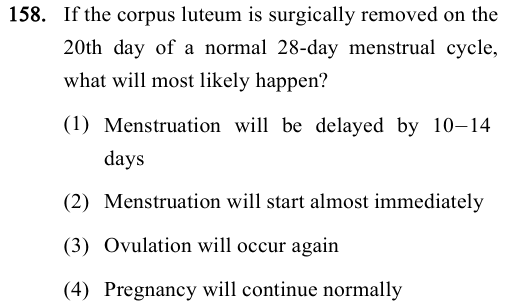 158. If the corpus luteum is surgically removed on the
20th day of a normal 28-day menstrual cycle,
what will most likely happen?
(1) Menstruation will be delayed by 10–14
days
(2) Menstruation will start almost immediately
(3) Ovulation will occur again
(4) Pregnancy will continue normally